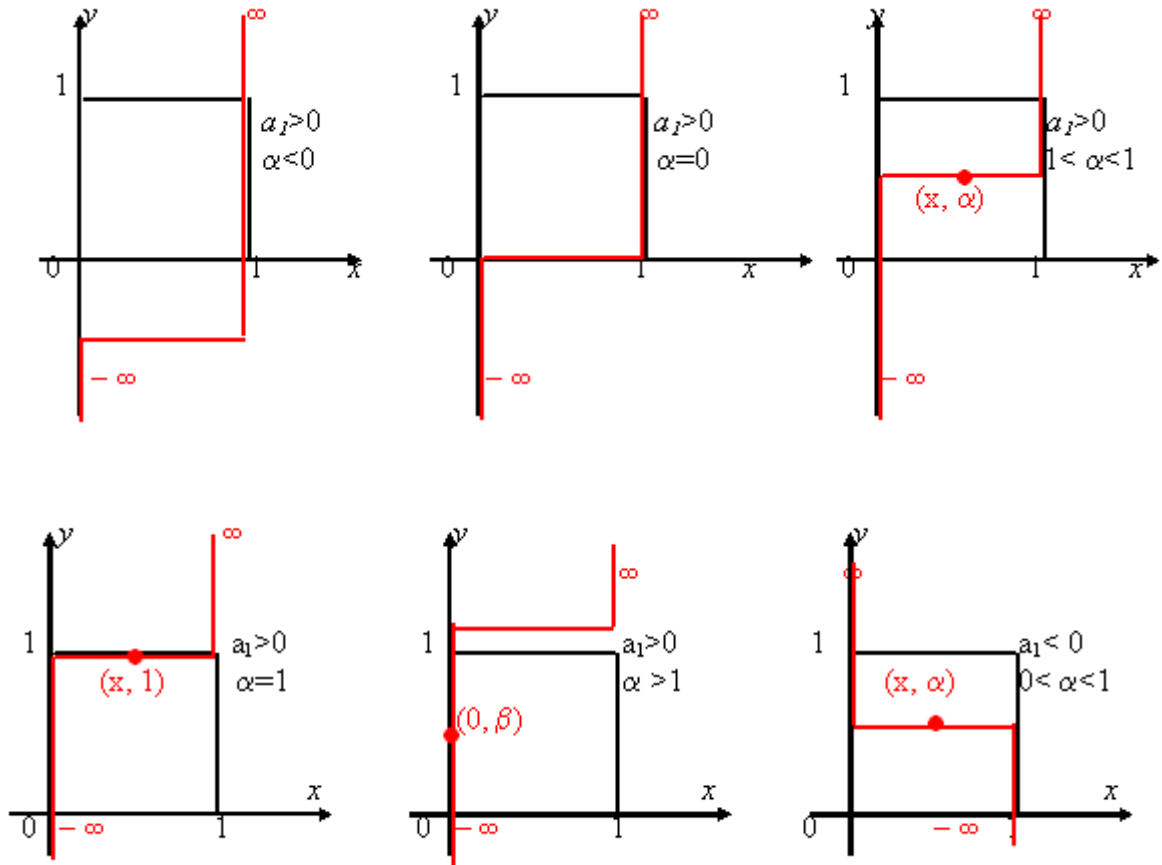 y ∞
1
a₁>0
α<0
0 1 x
− ∞
y ∞
1
a₁>0
α=0
0 1 x
− ∞
y ∞
1
a₁>0
1< α<1
(x, α)
0 1 x
− ∞
y ∞
1 a₁>0
(x, 1) α=1
x
0 − ∞ 1
y
∞
1 a₁>0
α >1
(0, β)
x
0 − ∞ 1
y
∞
1 a₁< 0
(x, α) 0< α<1
x
0 − ∞ 1